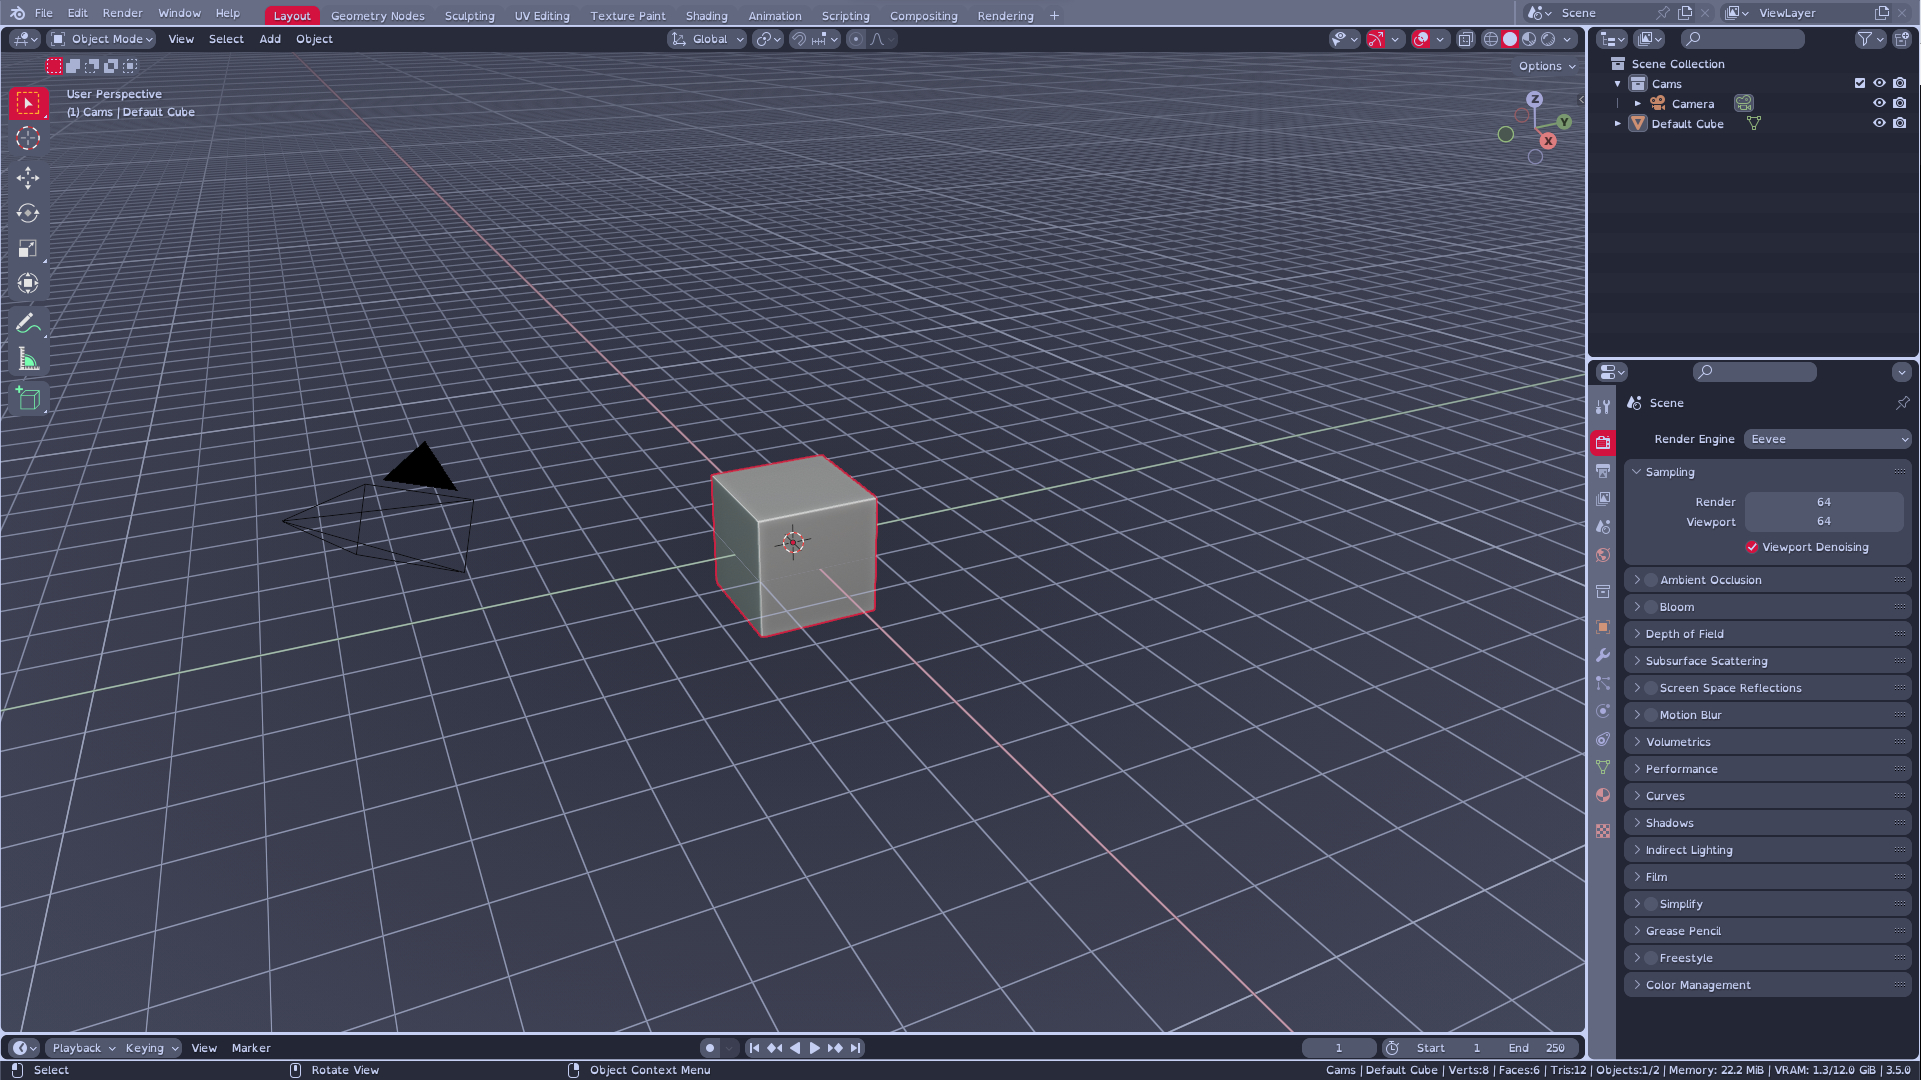 File Edit Render Window Help Layout Geometry Nodes Sculpting UV Editing Texture Paint Shading Animation Scripting Compositing Rendering + Scene ViewLayer
Object Mode View Select Add Object Global
Options
User Perspective
(1) Cams | Default Cube
Z
Y
X
Scene Collection
Cams
Camera
Default Cube
Scene
Render Engine Eevee
Sampling
Render 64
Viewport 64
Viewport Denoising
Ambient Occlusion
Bloom
Depth of Field
Subsurface Scattering
Screen Space Reflections
Motion Blur
Volumetrics
Performance
Curves
Shadows
Indirect Lighting
Film
Simplify
Grease Pencil
Freestyle
Color Management
Playback Keying View Marker 1 Start 1 End 250
Select Rotate View Object Context Menu Cams | Default Cube | Verts:8 | Faces:6 | Tris:12 | Objects:1/2 | Memory: 22.2 MiB | VRAM: 1.3/12.0 GiB | 3.5.0